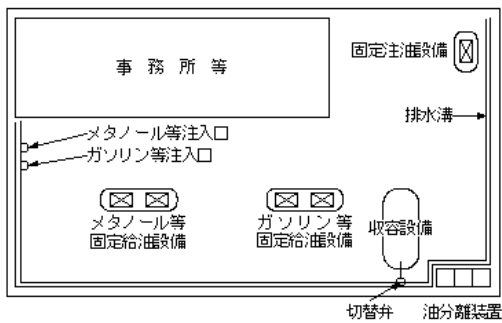 事務所等
固定注油設備
排水溝
メタノール等注入口
ガソリン等注入口
メタノール等
固定給油設備
ガソリン等
固定給油設備
収容設備
切替弁
油分離装置